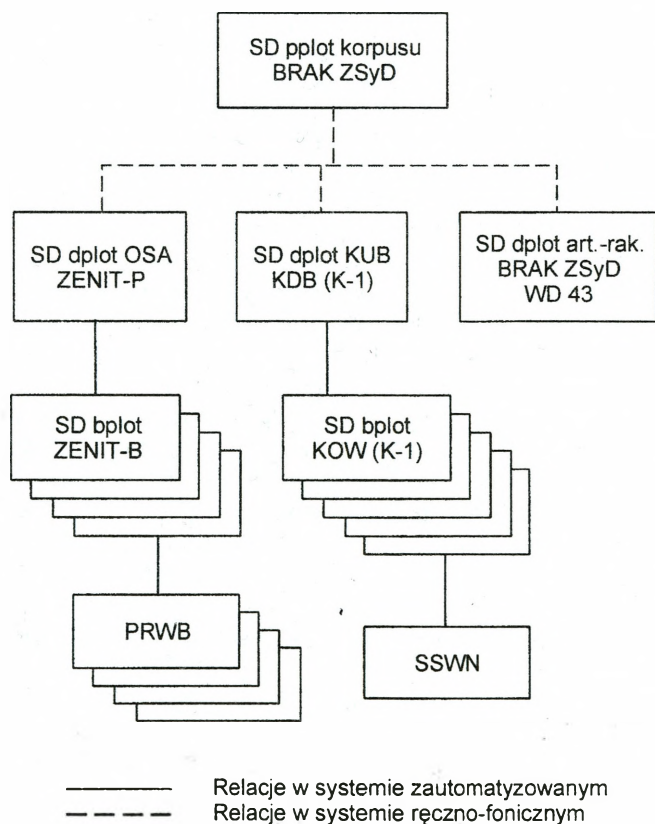 SD pplot korpusu
BRAK ZSyD
SD dplot OSA
ZENIT-P
SD dplot KUB
KDB (K-1)
SD dplot art.-rak.
BRAK ZSyD
WD 43
SD bplot
ZENIT-B
SD bplot
KOW (K-1)
PRWB
SSWN
Relacje w systemie zautomatyzowanym
Relacje w systemie ręczno-fonicznym